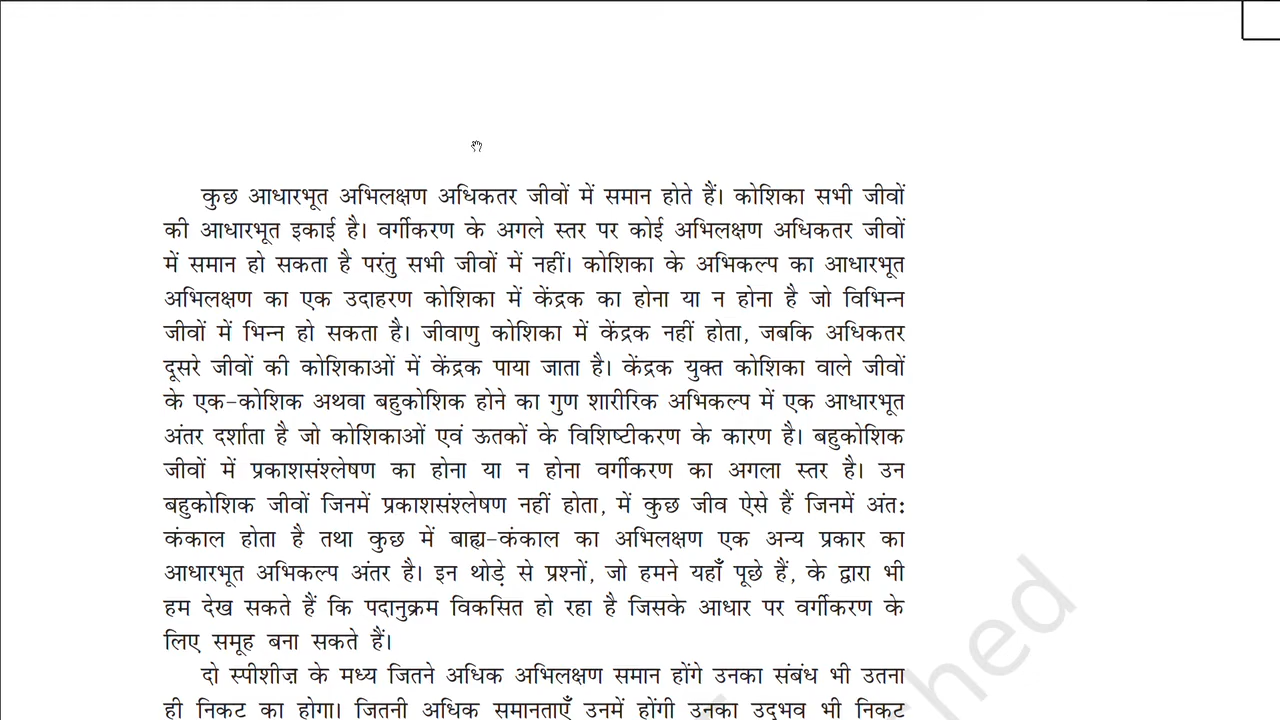 कुछ आधारभूत अभिलक्षण अधिकतर जीवों में समान होते हैं। कोशिका सभी जीवों
की आधारभूत इकाई है। वर्गीकरण के अगले स्तर पर कोई अभिलक्षण अधिकतर जीवों
में समान हो सकता है परंतु सभी जीवों में नहीं। कोशिका के अभिकल्प का आधारभूत
अभिलक्षण का एक उदाहरण कोशिका में केंद्रक का होना या न होना है जो विभिन्न
जीवों में भिन्न हो सकता है। जीवाणु कोशिका में केंद्रक नहीं होता, जबकि अधिकतर
दूसरे जीवों की कोशिकाओं में केंद्रक पाया जाता है। केंद्रक युक्त कोशिका वाले जीवों
के एक-कोशिक अथवा बहुकोशिक होने का गुण शारीरिक अभिकल्प में एक आधारभूत
अंतर दर्शाता है जो कोशिकाओं एवं ऊतकों के विशिष्टीकरण के कारण है। बहुकोशिक
जीवों में प्रकाशसंश्लेषण का होना या न होना वर्गीकरण का अगला स्तर है। उन
बहुकोशिक जीवों जिनमें प्रकाशसंश्लेषण नहीं होता, में कुछ जीव ऐसे हैं जिनमें अंत:
कंकाल होता है तथा कुछ में बाह्य-कंकाल का अभिलक्षण एक अन्य प्रकार का
आधारभूत अभिकल्प अंतर है। इन थोड़े से प्रश्नों, जो हमने यहाँ पूछे हैं, के द्वारा भी
हम देख सकते हैं कि पदानुक्रम विकसित हो रहा है जिसके आधार पर वर्गीकरण के
लिए समूह बना सकते हैं।
दो स्पीशीज़ के मध्य जितने अधिक अभिलक्षण समान होंगे उनका संबंध भी उतना
ही निकट का होगा। जितनी अधिक समानताएँ उनमें होंगी उनका उद्भव भी निकट